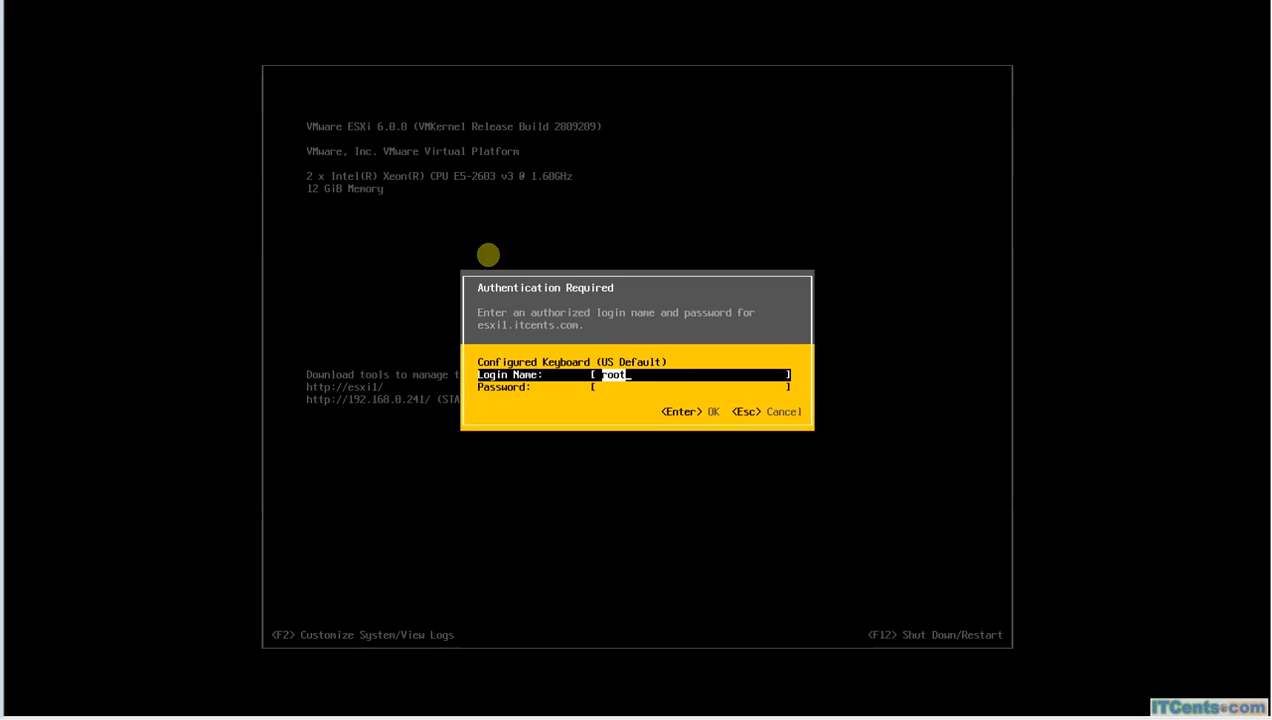 VMware ESXi 6.0.0 (VMKernel Release Build 2809209)
VMware, Inc. VMware Virtual Platform
2 x Intel(R) Xeon(R) CPU E5-2603 v3 @ 1.60GHz
12 GiB Memory
Authentication Required
Enter an authorized login name and password for
esxi1.itcents.com.
Configured Keyboard (US Default)
Login Name: [ root_ ]
Password: [ ]
<Enter> OK <Esc> Cancel
Download tools to manage t
http://esxi1/
http://192.168.0.241/ (STA
<F2> Customize System/View Logs
<F12> Shut Down/Restart
ITCents.com